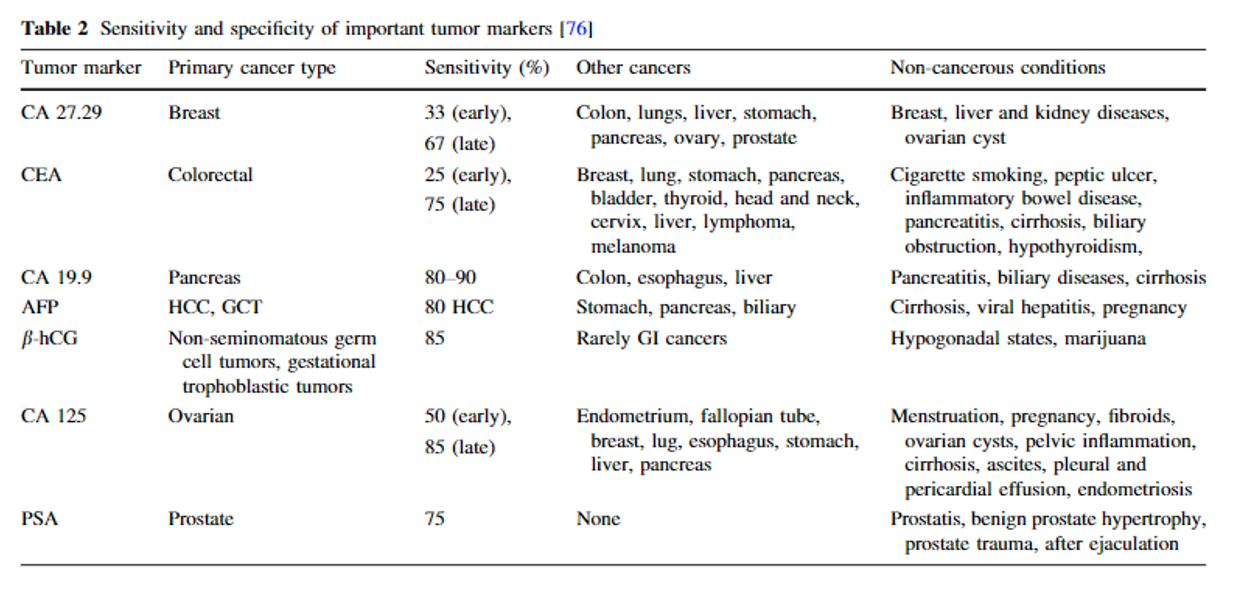 Table 2 Sensitivity and specificity of important tumor markers [76]
Tumor marker Primary cancer type Sensitivity (%) Other cancers Non-cancerous conditions
CA 27.29 Breast 33 (early), Colon, lungs, liver, stomach, Breast, liver and kidney diseases,
67 (late) pancreas, ovary, prostate ovarian cyst
CEA Colorectal 25 (early), Breast, lung, stomach, pancreas, Cigarette smoking, peptic ulcer,
75 (late) bladder, thyroid, head and neck, inflammatory bowel disease,
cervix, liver, lymphoma, pancreatitis, cirrhosis, biliary
melanoma obstruction, hypothyroidism,
CA 19.9 Pancreas 80–90 Colon, esophagus, liver Pancreatitis, biliary diseases, cirrhosis
AFP HCC, GCT 80 HCC Stomach, pancreas, biliary Cirrhosis, viral hepatitis, pregnancy
β-hCG Non-seminomatous germ 85 Rarely GI cancers Hypogonadal states, marijuana
cell tumors, gestational
trophoblastic tumors
CA 125 Ovarian 50 (early), Endometrium, fallopian tube, Menstruation, pregnancy, fibroids,
85 (late) breast, lug, esophagus, stomach, ovarian cysts, pelvic inflammation,
liver, pancreas cirrhosis, ascites, pleural and
pericardial effusion, endometriosis
PSA Prostate 75 None Prostatis, benign prostate hypertrophy,
prostate trauma, after ejaculation